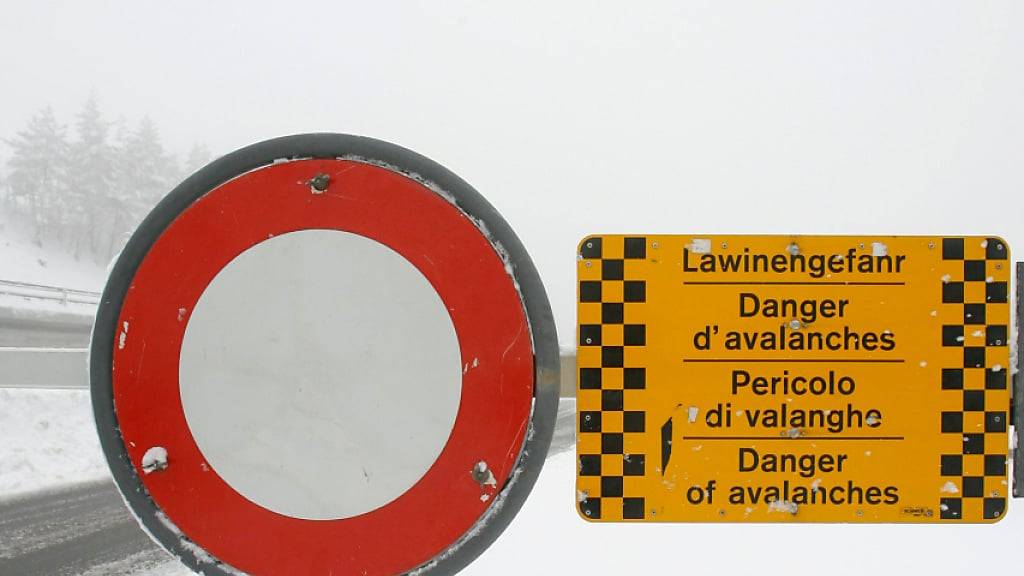 Lawinengefahr
Danger
d'avalanches
Pericolo
di valanghe
Danger
of avalanches